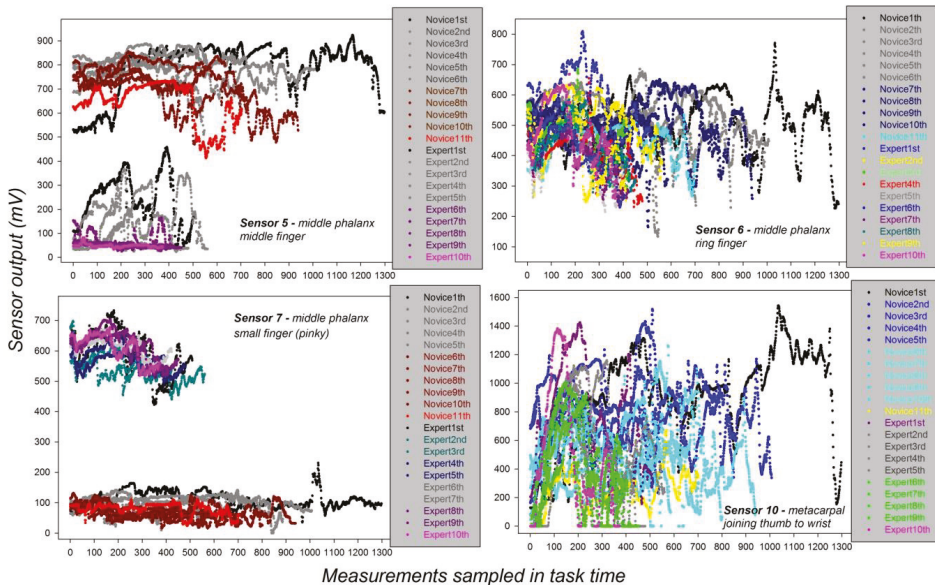 Sensor output (mV)
900
800
700
600
500
400
300
200
100
0
0 100 200 300 400 500 600 700 800 900 1000 1100 1200 1300
Sensor 5 - middle phalanx
middle finger
Novice1st
Novice2nd
Novice3rd
Novice4th
Novice5th
Novice6th
Novice7th
Novice8th
Novice9th
Novice10th
Novice11th
Expert1st
Expert2nd
Expert3rd
Expert4th
Expert5th
Expert6th
Expert7th
Expert8th
Expert9th
Expert10th
800
700
600
500
400
300
200
100
0 100 200 300 400 500 600 700 800 900 1000 1100 1200 1300
Sensor 6 - middle phalanx
ring finger
Novice1th
Novice2th
Novice3rd
Novice4th
Novice5th
Novice6th
Novice7th
Novice8th
Novice9th
Novice10th
Novice11th
Expert1st
Expert2nd
Expert4th
Expert5th
Expert6th
Expert7th
Expert8th
Expert9th
Expert10th
700
600
500
400
300
200
100
0
0 100 200 300 400 500 600 700 800 900 1000 1100 1200 1300
Sensor 7 - middle phalanx
small finger (pinky)
Novice1th
Novice2nd
Novice3rd
Novice4th
Novice5th
Novice6th
Novice7th
Novice8th
Novice9th
Novice10th
Novice11th
Expert1st
Expert2nd
Expert3rd
Expert4th
Expert5th
Expert6th
Expert7th
Expert8th
Expert9th
Expert10th
1600
1400
1200
1000
800
600
400
200
0
0 100 200 300 400 500 600 700 800 900 1000 1100 1200 1300
Sensor 10 - metacarpal
joining thumb to wrist
Novice1st
Novice2nd
Novice3rd
Novice4th
Novice5th
Novice11th
Expert1st
Expert2nd
Expert3rd
Expert4th
Expert5th
Expert6th
Expert7th
Expert8th
Expert9th
Expert10th
Measurements sampled in task time